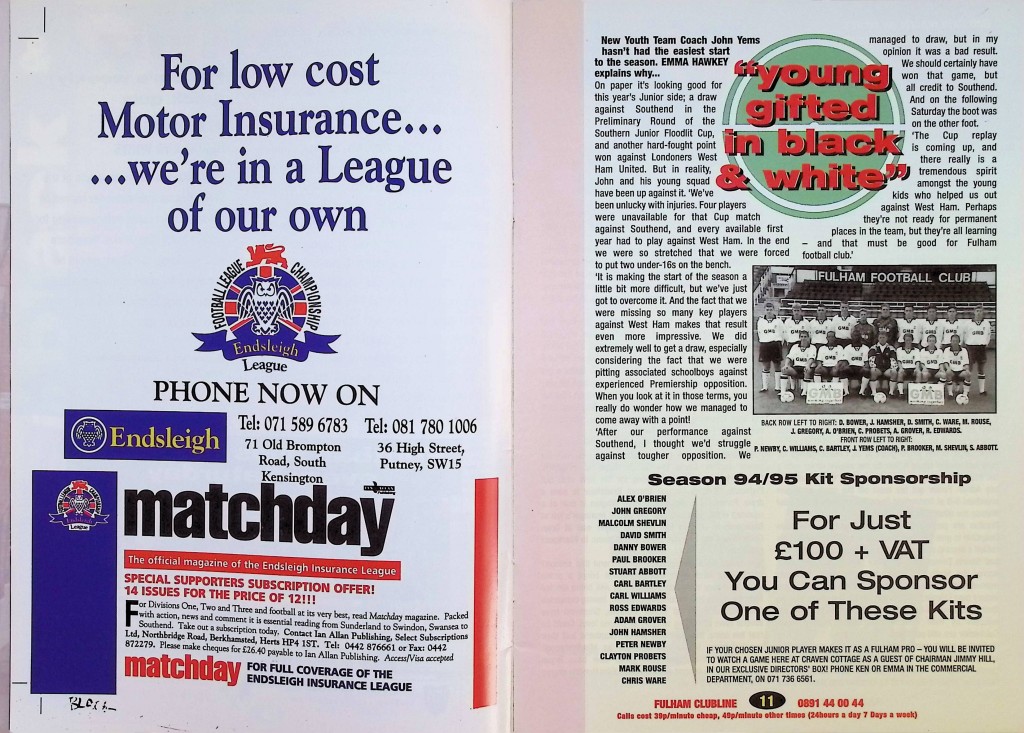 For low cost
Motor Insurance...
...we're in a League
of our own
FOOTBALL LEAGUE CHAMPIONSHIP
Endsleigh
League
PHONE NOW ON
Endsleigh
Tel: 071 589 6783
71 Old Brompton
Road, South
Kensington
Tel: 081 780 1006
36 High Street,
Putney, SW15
Endsleigh
League
IAN ALLAN
matchday
The official magazine of the Endsleigh Insurance League
SPECIAL SUPPORTERS SUBSCRIPTION OFFER!
14 ISSUES FOR THE PRICE OF 12!!!
For Divisions One, Two and Three and football at its very best, read Matchday magazine. Packed
with action, news and comment it is essential reading from Sunderland to Swindon, Swansea to
Southend. Take out a subscription today. Contact Ian Allan Publishing, Select Subscriptions
Ltd, Northbridge Road, Berkhamsted, Herts HP4 1ST. Tel: 0442 876661 or Fax: 0442
872279. Please make cheques for £26.40 payable to Ian Allan Publishing. Access/Visa accepted
matchday
FOR FULL COVERAGE OF THE
ENDSLEIGH INSURANCE LEAGUE
New Youth Team Coach John Yems
hasn't had the easiest start
to the season. EMMA HAWKEY
explains why...
"young
gifted
in black
& white"
On paper it's looking good for
this year's Junior side; a draw
against Southend in the
Preliminary Round of the
Southern Junior Floodlit Cup,
and another hard-fought point
won against Londoners West
Ham United. But in reality,
John and his young squad
have been up against it. 'We've
been unlucky with injuries. Four players
were unavailable for that Cup match
against Southend, and every available first
year had to play against West Ham. In the end
we were so stretched that we were forced
to put two under-16s on the bench.
'It is making the start of the season a
little bit more difficult, but we've just
got to overcome it. And the fact that we
were missing so many key players
against West Ham makes that result
even more impressive. We did
extremely well to get a draw, especially
considering the fact that we were
pitting associated schoolboys against
experienced Premiership opposition.
When you look at it in those terms, you
really do wonder how we managed to
come away with a point!
'After our performance against
Southend, I thought we'd struggle
against tougher opposition. We
managed to draw, but in my
opinion it was a bad result.
We should certainly have
won that game, but
all credit to Southend.
And on the following
Saturday the boot was
on the other foot.
'The Cup replay
is coming up, and
there really is a
tremendous spirit
amongst the young
kids who helped us out
against West Ham. Perhaps
they're not ready for permanent
places in the team, but they're all learning
– and that must be good for Fulham
football club.'
FULHAM FOOTBALL CLUB
GMB
GMB
BACK ROW LEFT TO RIGHT: D. BOWER, J. HAMSHER, D. SMITH, C. WARE, M. ROUSE,
J. GREGORY, A. O'BRIEN, C. PROBETS, A. GROVER, R. EDWARDS.
FRONT ROW LEFT TO RIGHT:
P. NEWBY, C. WILLIAMS, C. BARTLEY, J. YEMS (COACH), P. BROOKER, M. SHEVLIN, S. ABBOTT.
Season 94/95 Kit Sponsorship
ALEX O'BRIEN
JOHN GREGORY
MALCOLM SHEVLIN
DAVID SMITH
DANNY BOWER
PAUL BROOKER
STUART ABBOTT
CARL BARTLEY
CARL WILLIAMS
ROSS EDWARDS
ADAM GROVER
JOHN HAMSHER
PETER NEWBY
CLAYTON PROBETS
MARK ROUSE
CHRIS WARE
For Just
£100 + VAT
You Can Sponsor
One of These Kits
IF YOUR CHOSEN JUNIOR PLAYER MAKES IT AS A FULHAM PRO – YOU WILL BE INVITED
TO WATCH A GAME HERE AT CRAVEN COTTAGE AS A GUEST OF CHAIRMAN JIMMY HILL,
IN OUR EXCLUSIVE DIRECTORS' BOX! PHONE KEN OR EMMA IN THE COMMERCIAL
DEPARTMENT, ON 071 736 6561.
FULHAM CLUBLINE 11 0891 44 00 44
Calls cost 39p/minute cheap, 49p/minute other times (24hours a day 7 Days a week)